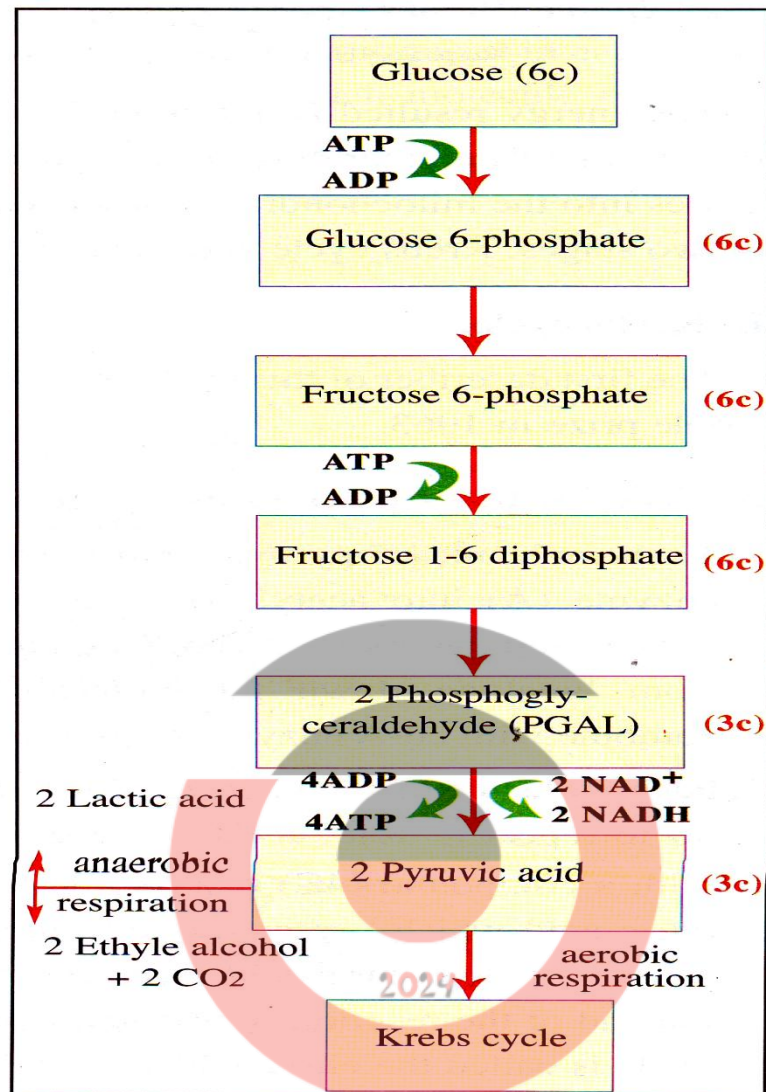 Glucose (6c)
ATP
ADP
Glucose 6-phosphate
(6c)
Fructose 6-phosphate
(6c)
ATP
ADP
Fructose 1-6 diphosphate
(6c)
2 Phosphogly-
ceraldehyde (PGAL)
(3c)
4ADP
4ATP
2 NAD⁺
2 NADH
2 Lactic acid
anaerobic
respiration
2 Ethyle alcohol
+ 2 CO2
2 Pyruvic acid
(3c)
aerobic
respiration
2024
Krebs cycle